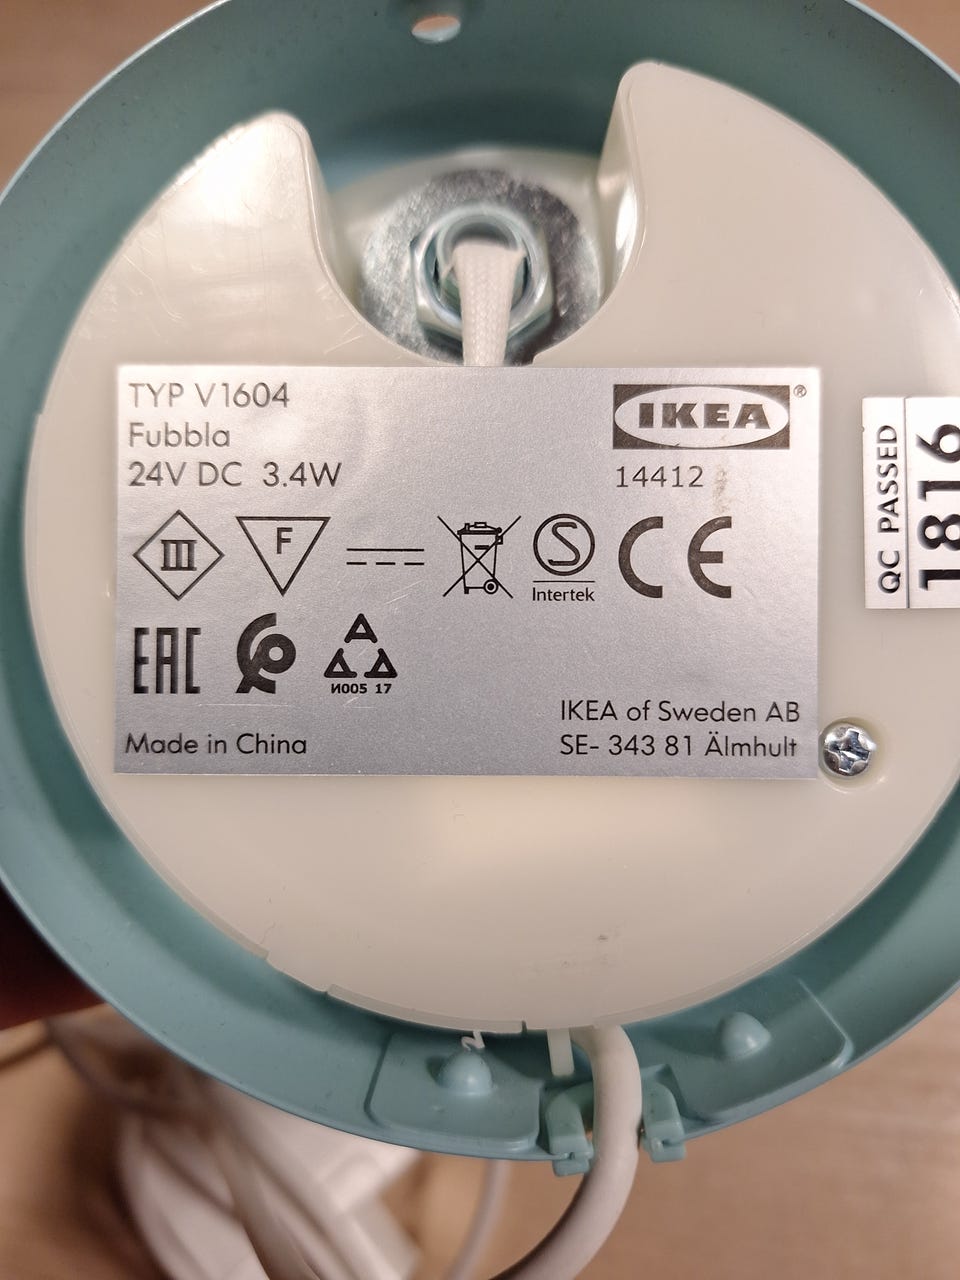 TYP V1604
Fubbla
24V DC 3.4W
IKEA®
14412
III
F
S
Intertek
CE
EAC
И005 17
Made in China
IKEA of Sweden AB
SE- 343 81 Älmhult
QC PASSED
1816